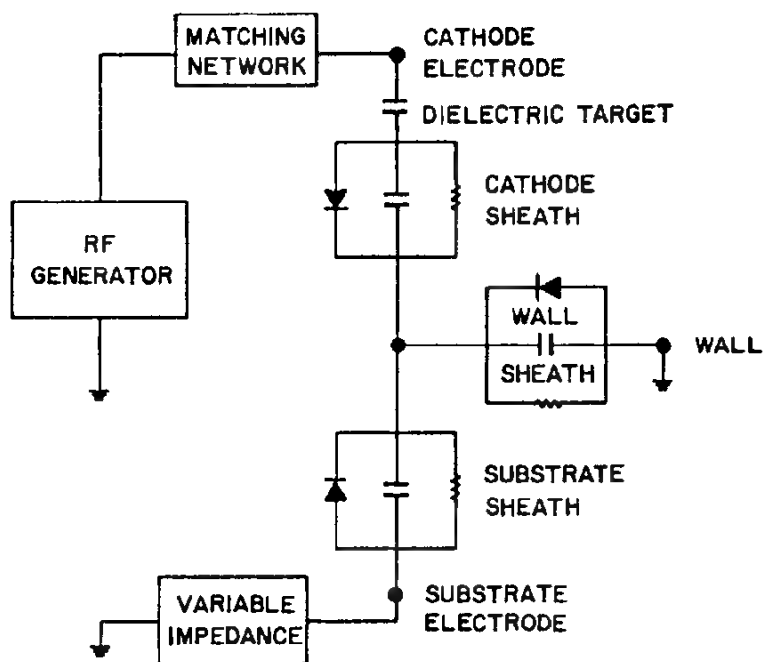 MATCHING
NETWORK
CATHODE
ELECTRODE
DIELECTRIC TARGET
CATHODE
SHEATH
RF
GENERATOR
WALL
SHEATH
WALL
SUBSTRATE
SHEATH
VARIABLE
IMPEDANCE
SUBSTRATE
ELECTRODE